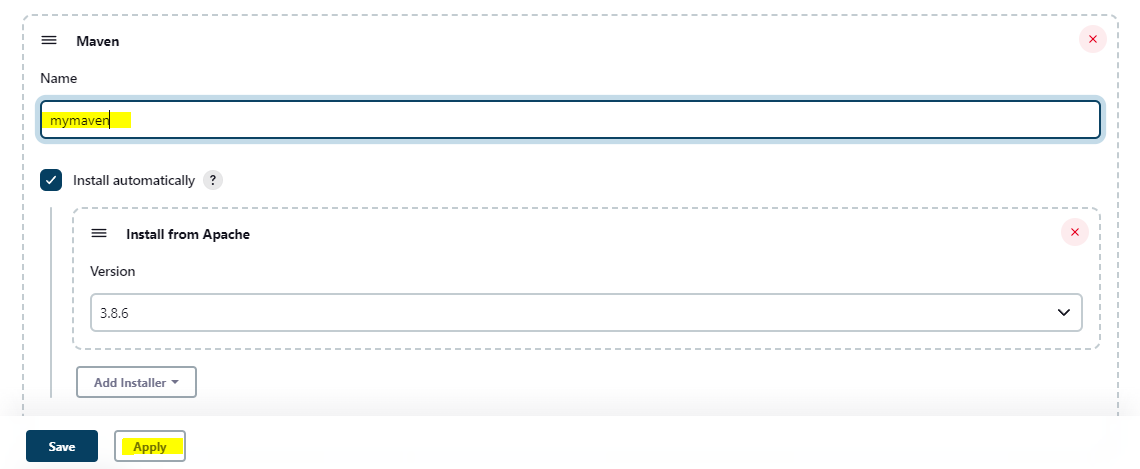 Maven
Name
mymaven
Install automatically ?
Install from Apache
Version
3.8.6
Add Installer
Save Apply